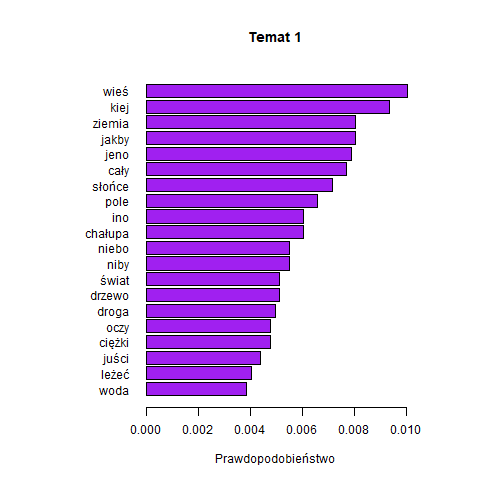 Temat 1
wieś
kiej
ziemia
jakby
jeno
cały
słońce
pole
ino
chałupa
niebo
niby
świat
drzewo
droga
oczy
ciężki
juści
leżeć
woda
0.000 0.002 0.004 0.006 0.008 0.010
Prawdopodobieństwo